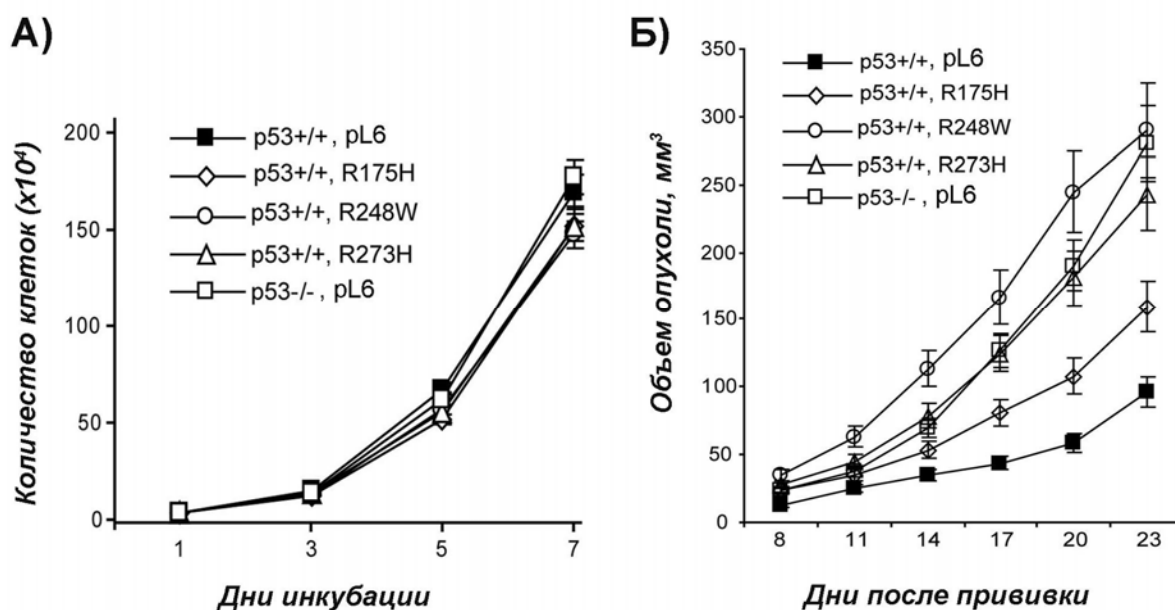 А)
p53+/+, pL6
p53+/+, R175H
p53+/+, R248W
p53+/+, R273H
p53-/- , pL6
Количество клеток (x10⁴)
200
150
100
50
0
1 3 5 7
Дни инкубации
Б)
p53+/+, pL6
p53+/+, R175H
p53+/+, R248W
p53+/+, R273H
p53-/- , pL6
Объем опухоли, мм³
350
300
250
200
150
100
50
0
8 11 14 17 20 23
Дни после прививки